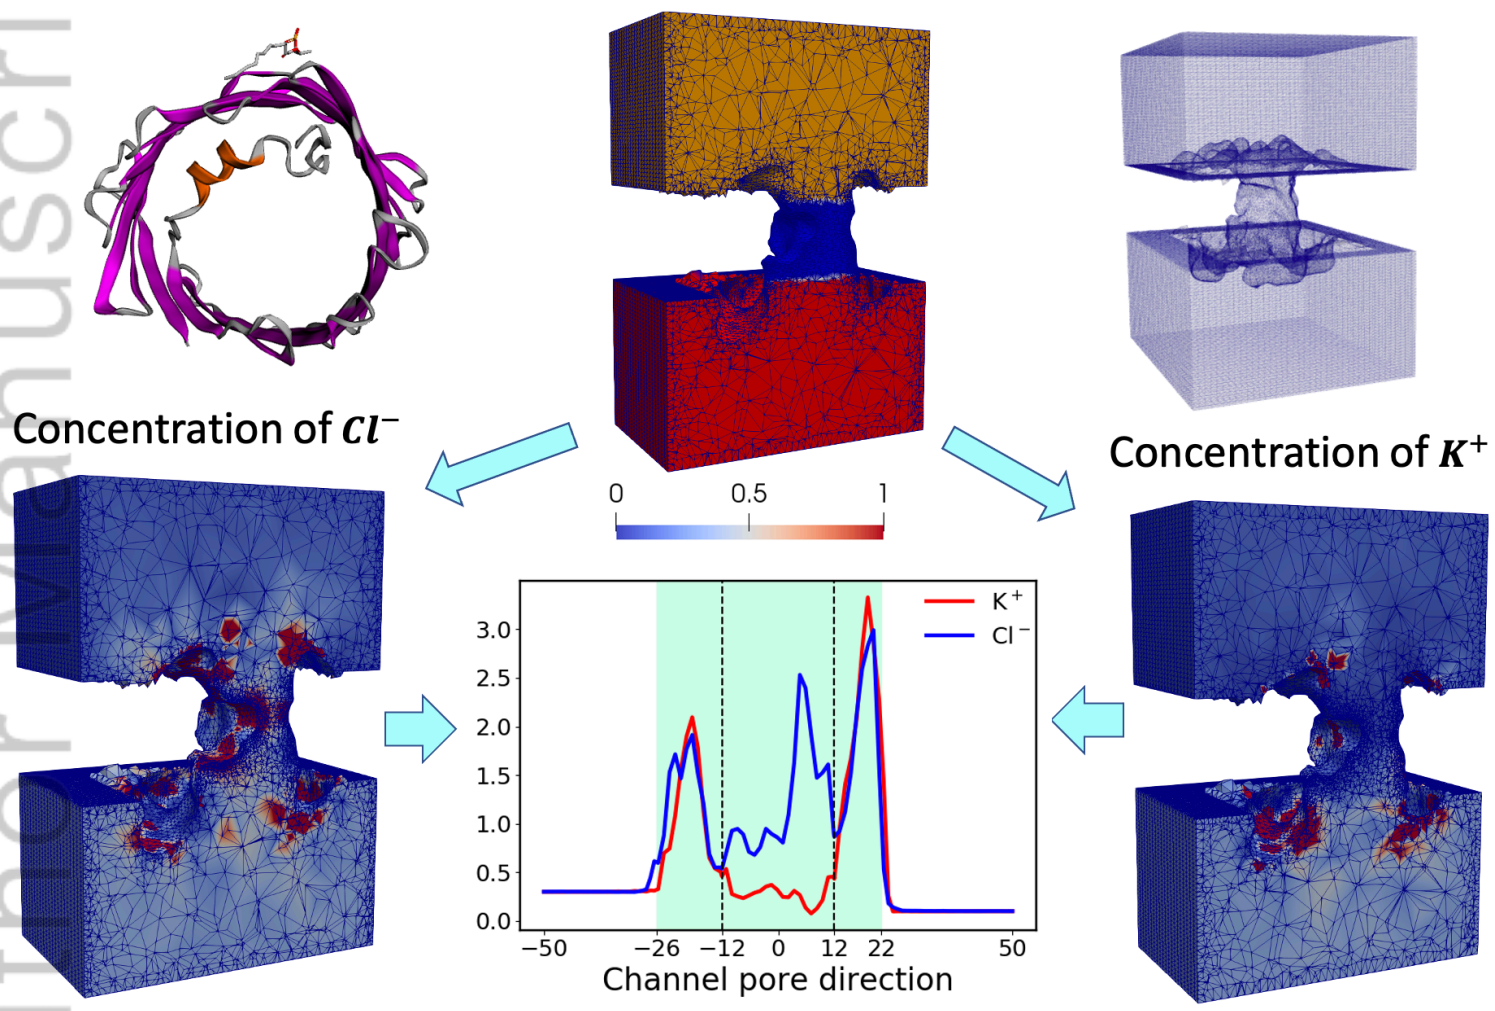 Concentration of Cl⁻
Concentration of K⁺
0 0.5 1
K⁺
Cl⁻
3.0
2.5
2.0
1.5
1.0
0.5
0.0
−50 −26 −12 0 12 22 50
Channel pore direction